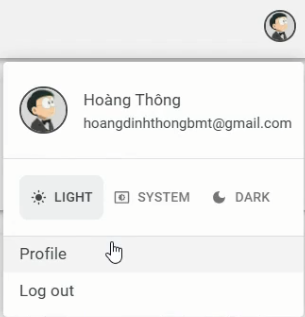 Hoàng Thông
hoangdinhthongbmt@gmail.com
LIGHT SYSTEM DARK
Profile
Log out